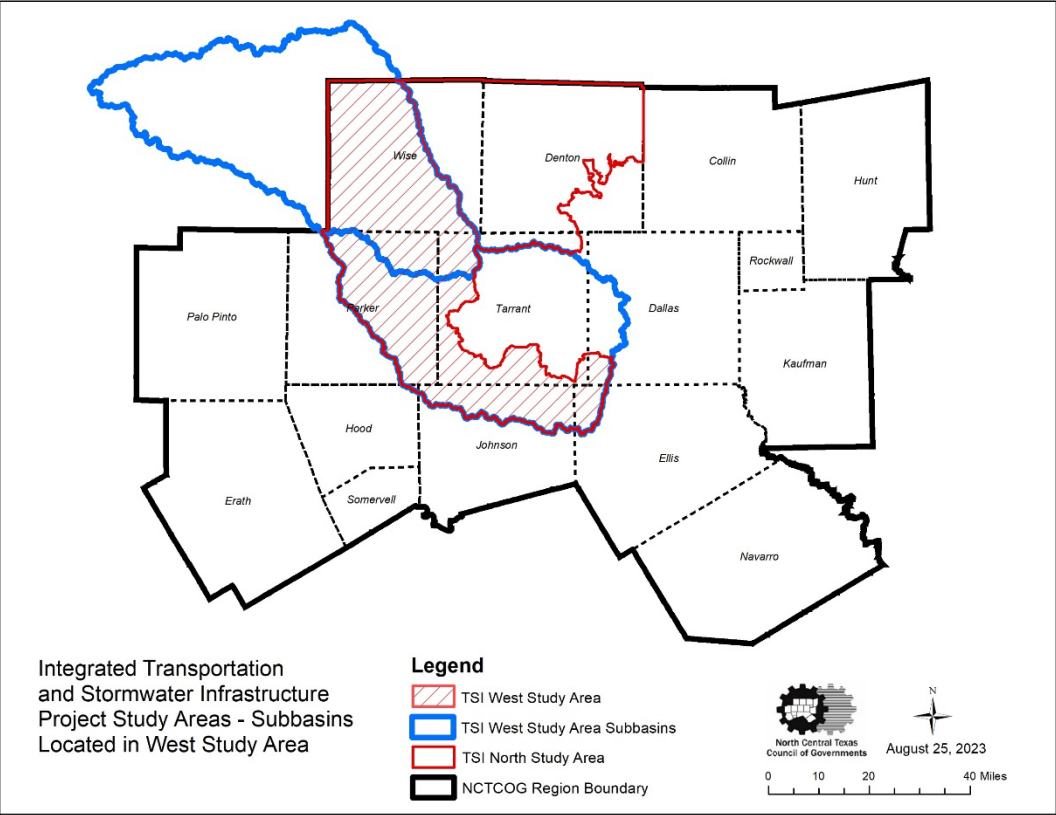 Wise
Denton
Collin
Hunt
Rockwall
Palo Pinto
Parker
Tarrant
Dallas
Kaufman
Hood
Johnson
Ellis
Erath
Somervell
Navarro
Integrated Transportation
and Stormwater Infrastructure
Project Study Areas - Subbasins
Located in West Study Area
Legend
TSI West Study Area
TSI West Study Area Subbasins
TSI North Study Area
NCTCOG Region Boundary
North Central Texas
Council of Governments
N
August 25, 2023
0 10 20 40 Miles